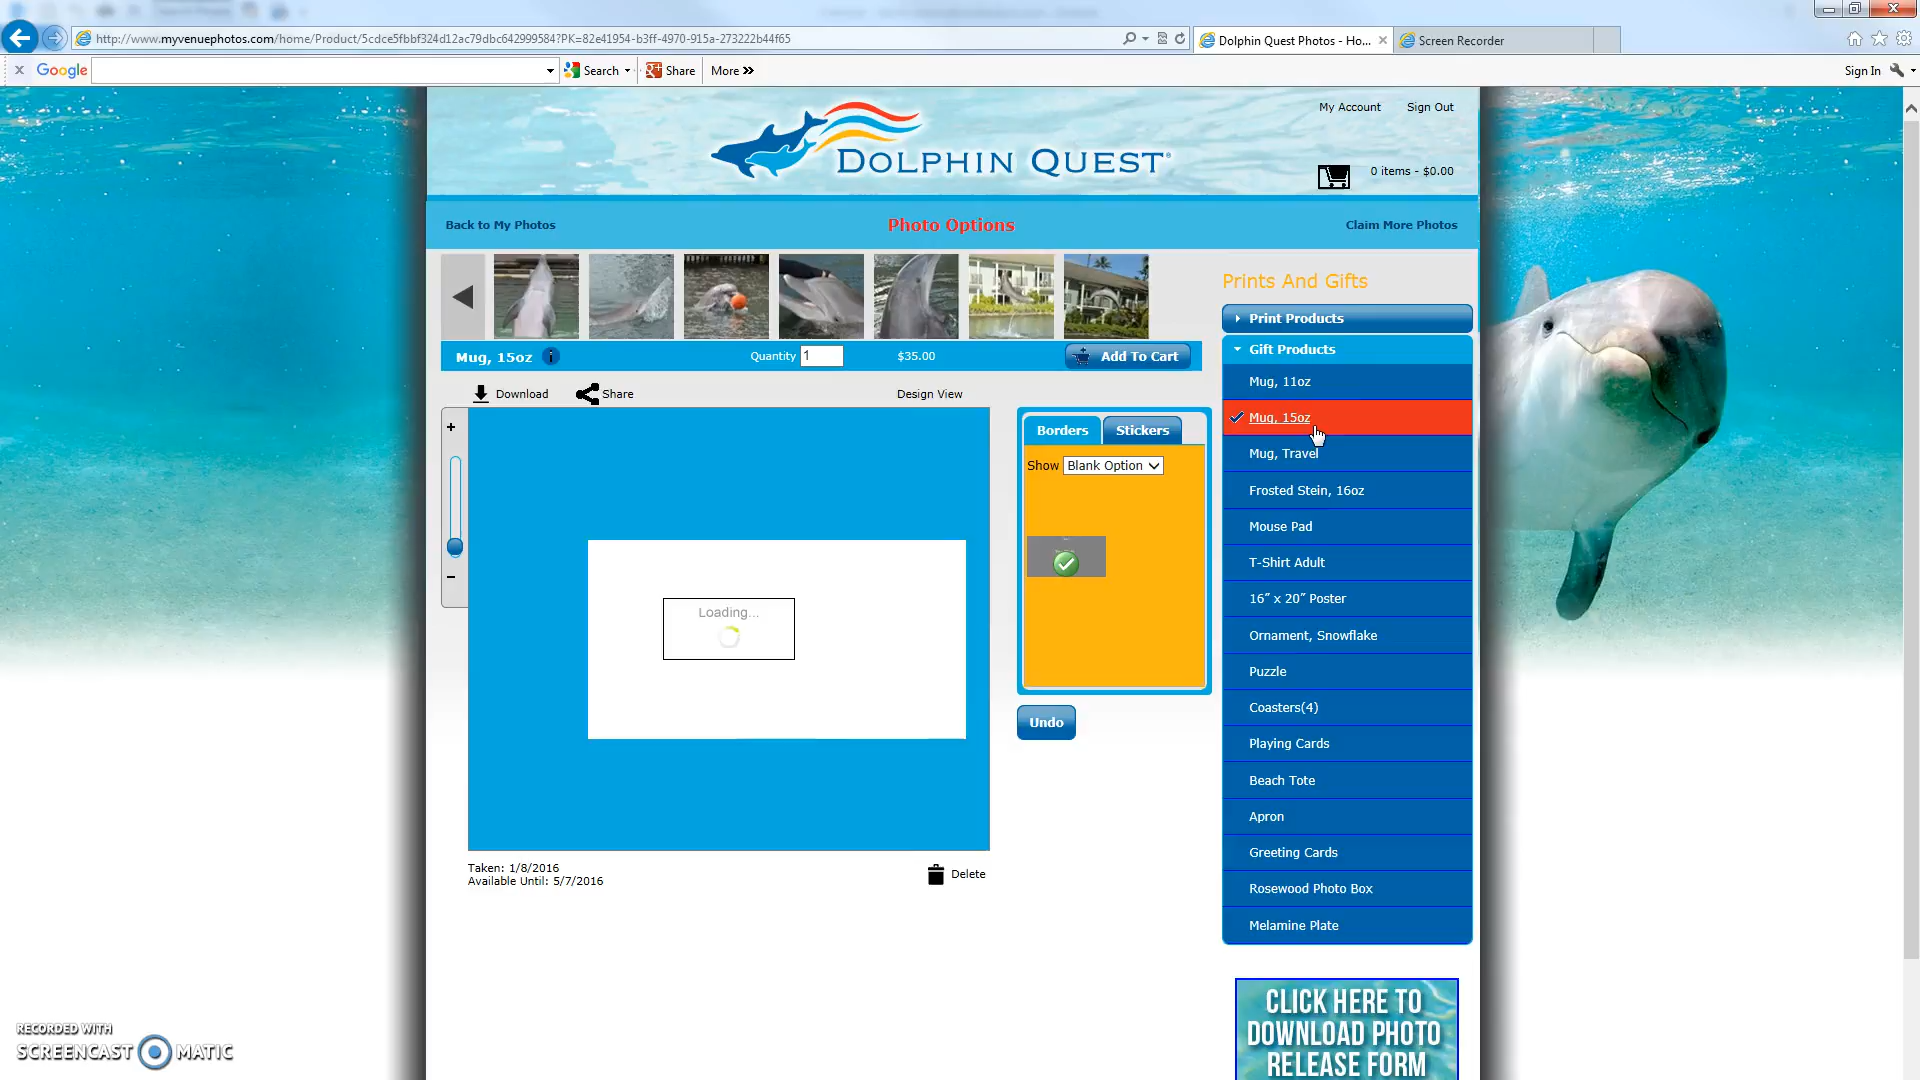 http://www.myvenuephotos.com/home/Product/5cdce5fbbf324d12ac79dbc642999584?PK=82e41954-b3ff-4970-915a-273222b44f65
Dolphin Quest Photos - Ho...
Screen Recorder
x Google
Search
Share
More »
Sign In
My Account
Sign Out
DOLPHIN QUEST®
0 items - $0.00
Back to My Photos
Photo Options
Claim More Photos
Prints And Gifts
Print Products
Gift Products
Mug, 11oz
Mug, 15oz
Mug, Travel
Frosted Stein, 16oz
Mouse Pad
T-Shirt Adult
16” x 20” Poster
Ornament, Snowflake
Puzzle
Coasters(4)
Playing Cards
Beach Tote
Apron
Greeting Cards
Rosewood Photo Box
Melamine Plate
Mug, 15oz i
Quantity 1
$35.00
Add To Cart
Download
Share
Design View
+
-
Loading...
Borders
Stickers
Show Blank Option
Undo
Taken: 1/8/2016
Available Until: 5/7/2016
Delete
CLICK HERE TO
DOWNLOAD PHOTO
RELEASE FORM
RECORDED WITH
SCREENCAST MATIC